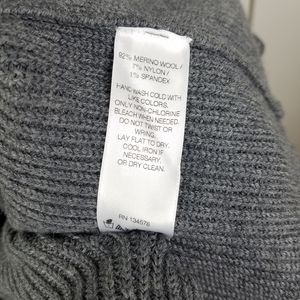 92% MERINO WOOL /
7% NYLON /
1% SPANDEX
HAND WASH COLD WITH
LIKE COLORS.
ONLY NON-CHLORINE
BLEACH WHEN NEEDED.
DO NOT TWIST OR
WRING.
LAY FLAT TO DRY.
COOL IRON IF
NECESSARY.
OR DRY CLEAN.
RN 134578